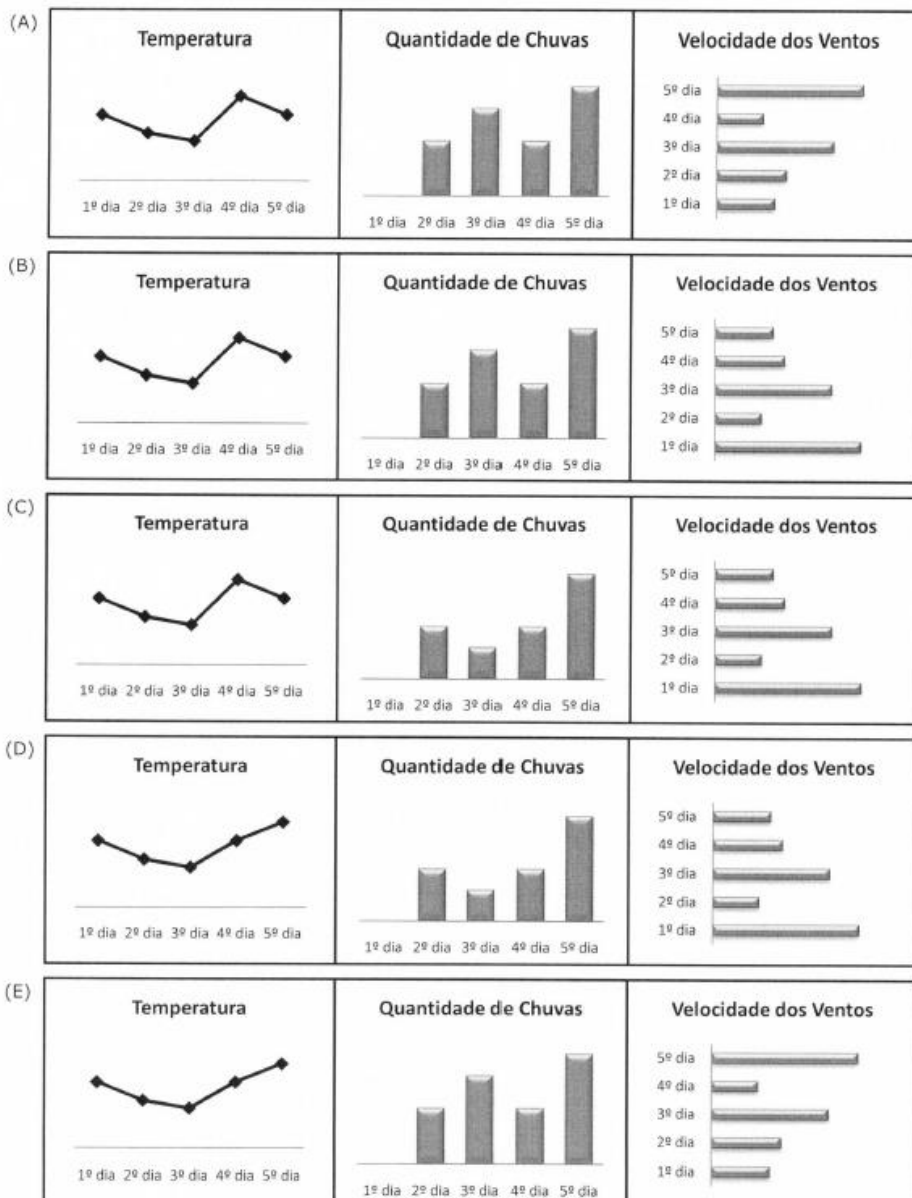 (A)
Temperatura
1º dia 2º dia 3º dia 4º dia 5º dia
Quantidade de Chuvas
1º dia 2º dia 3º dia 4º dia 5º dia
Velocidade dos Ventos
5º dia
4º dia
3º dia
2º dia
1º dia
(B)
Temperatura
1º dia 2º dia 3º dia 4º dia 5º dia
Quantidade de Chuvas
1º dia 2º dia 3º dia 4º dia 5º dia
Velocidade dos Ventos
5º dia
4º dia
3º dia
2º dia
1º dia
(C)
Temperatura
1º dia 2º dia 3º dia 4º dia 5º dia
Quantidade de Chuvas
1º dia 2º dia 3º dia 4º dia 5º dia
Velocidade dos Ventos
5º dia
4º dia
3º dia
2º dia
1º dia
(D)
Temperatura
1º dia 2º dia 3º dia 4º dia 5º dia
Quantidade de Chuvas
1º dia 2º dia 3º dia 4º dia 5º dia
Velocidade dos Ventos
5º dia
4º dia
3º dia
2º dia
1º dia
(E)
Temperatura
1º dia 2º dia 3º dia 4º dia 5º dia
Quantidade de Chuvas
1º dia 2º dia 3º dia 4º dia 5º dia
Velocidade dos Ventos
5º dia
4º dia
3º dia
2º dia
1º dia